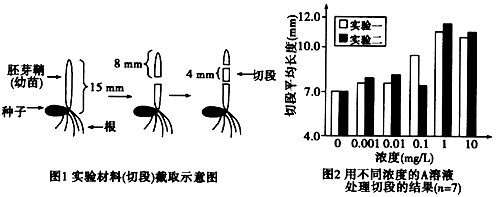 胚芽鞘
(幼苗)
种子
根
15 mm
8 mm
4 mm
切段
图1 实验材料(切段)截取示意图
切段平均长度(mm)
12.0
10.0
7.0
4.0
实验一
实验二
0 0.001 0.01 0.1 1 10
浓度(mg/L)
图2 用不同浓度的A溶液
处理切段的结果(n=7)